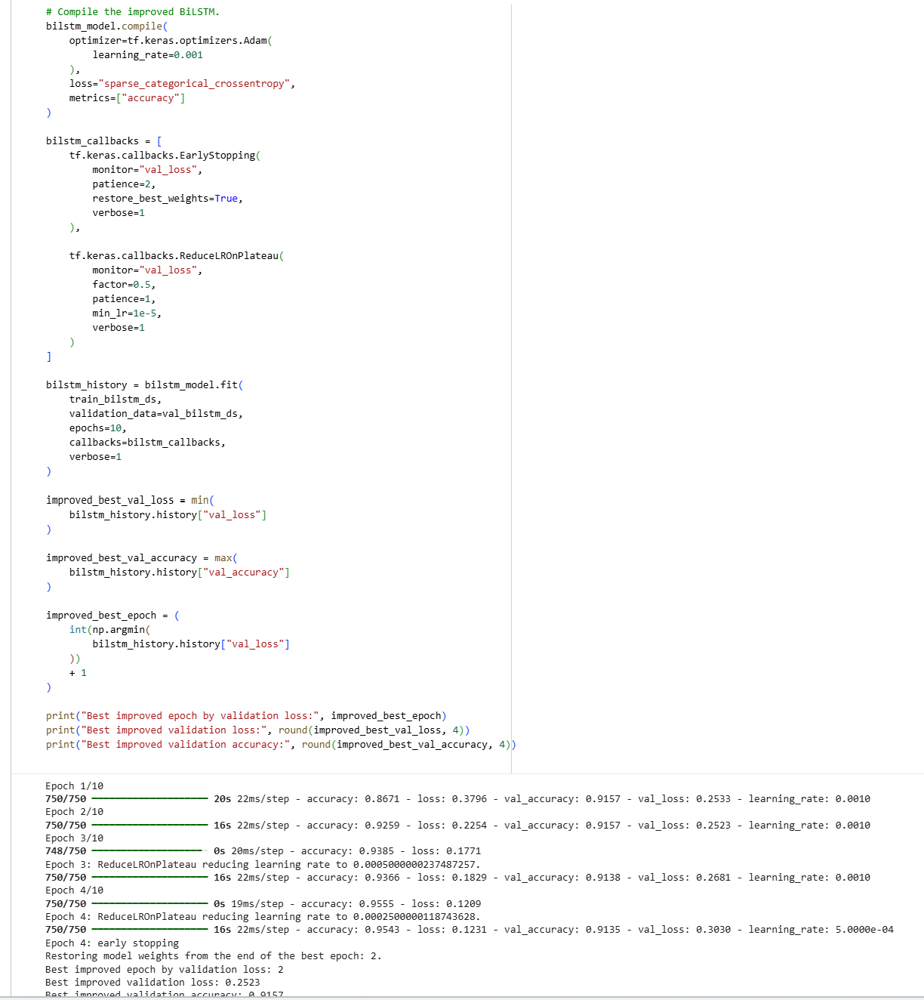 # Compile the improved BiLSTM.
bilstm_model.compile(
    optimizer=tf.keras.optimizers.Adam(
        learning_rate=0.001
    ),
    loss="sparse_categorical_crossentropy",
    metrics=["accuracy"]
)

bilstm_callbacks = [
    tf.keras.callbacks.EarlyStopping(
        monitor="val_loss",
        patience=2,
        restore_best_weights=True,
        verbose=1
    ),

    tf.keras.callbacks.ReduceLROnPlateau(
        monitor="val_loss",
        factor=0.5,
        patience=1,
        min_lr=1e-5,
        verbose=1
    )
]

bilstm_history = bilstm_model.fit(
    train_bilstm_ds,
    validation_data=val_bilstm_ds,
    epochs=10,
    callbacks=bilstm_callbacks,
    verbose=1
)

improved_best_val_loss = min(
    bilstm_history.history["val_loss"]
)

improved_best_val_accuracy = max(
    bilstm_history.history["val_accuracy"]
)

improved_best_epoch = (
    int(np.argmin(
        bilstm_history.history["val_loss"]
    ))
    + 1
)

print("Best improved epoch by validation loss:", improved_best_epoch)
print("Best improved validation loss:", round(improved_best_val_loss, 4))
print("Best improved validation accuracy:", round(improved_best_val_accuracy, 4))

Epoch 1/10
750/750 20s 22ms/step - accuracy: 0.8671 - loss: 0.3796 - val_accuracy: 0.9157 - val_loss: 0.2533 - learning_rate: 0.0010
Epoch 2/10
750/750 16s 22ms/step - accuracy: 0.9259 - loss: 0.2254 - val_accuracy: 0.9157 - val_loss: 0.2523 - learning_rate: 0.0010
Epoch 3/10
748/750 0s 20ms/step - accuracy: 0.9385 - loss: 0.1771
Epoch 3: ReduceLROnPlateau reducing learning rate to 0.0005000000237487257.
750/750 16s 22ms/step - accuracy: 0.9366 - loss: 0.1829 - val_accuracy: 0.9138 - val_loss: 0.2681 - learning_rate: 0.0010
Epoch 4/10
750/750 0s 19ms/step - accuracy: 0.9555 - loss: 0.1209
Epoch 4: ReduceLROnPlateau reducing learning rate to 0.0002500000118743628.
750/750 16s 22ms/step - accuracy: 0.9543 - loss: 0.1231 - val_accuracy: 0.9135 - val_loss: 0.3030 - learning_rate: 5.0000e-04
Epoch 4: early stopping
Restoring model weights from the end of the best epoch: 2.
Best improved epoch by validation loss: 2
Best improved validation loss: 0.2523
Best improved validation accuracy: 0.9157